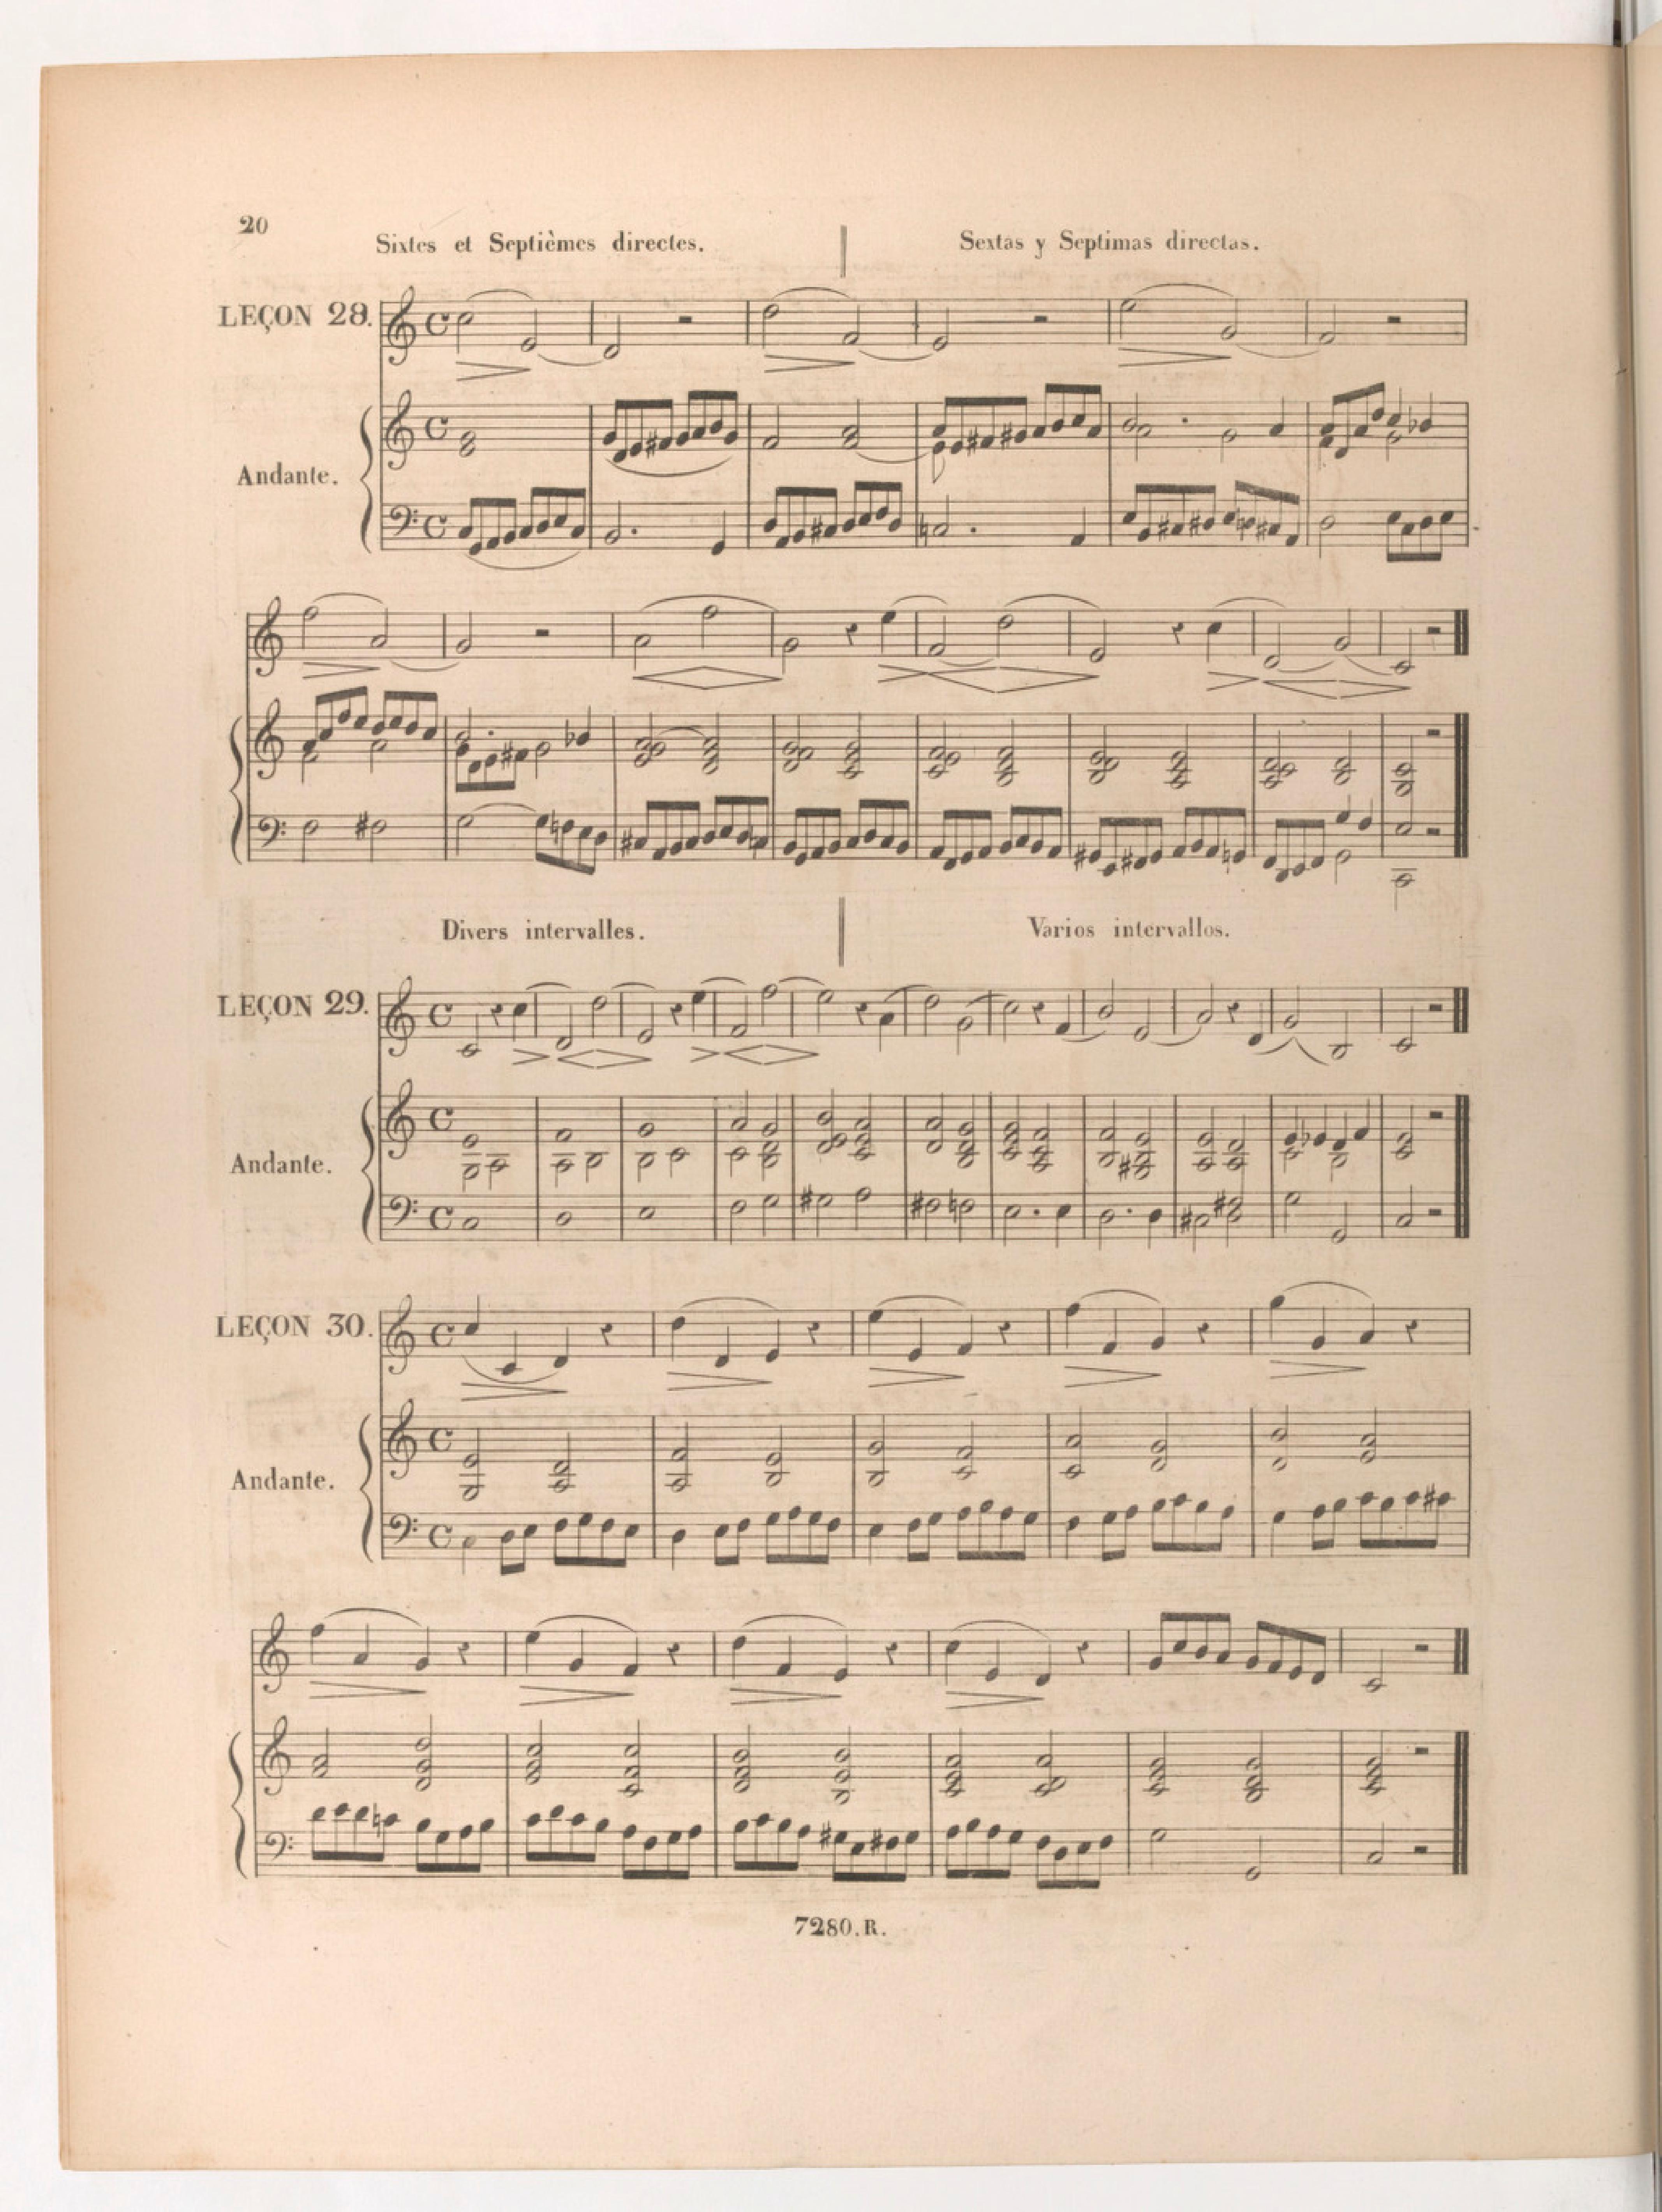 20
Sixtes et Septièmes directes.
Sextas y Septimas directas.
LEÇON 28.
Andante.
Divers intervalles.
Varios intervallos.
LEÇON 29.
Andante.
LEÇON 30.
Andante.
7280.R.